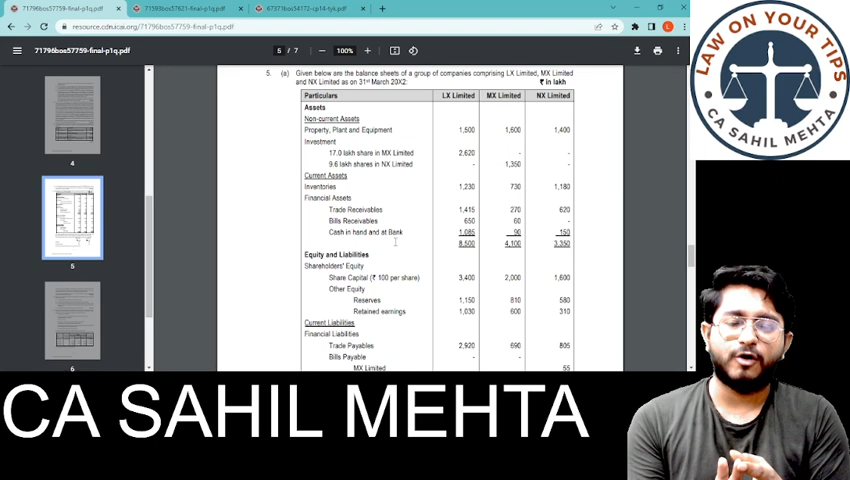 71796bos57759-final-p1q.pdf
71593bos57621-final-p1q.pdf
67371bos54172-cp14-tyk.pdf
resource.cdn.icai.org/71796bos57759-final-p1q.pdf
71796bos57759-final-p1q.pdf
5 / 7
100%
4
5
6
5. (a) Given below are the balance sheets of a group of companies comprising LX Limited, MX Limited
and NX Limited as on 31st March 20X2:
₹ in lakh
Particulars LX Limited MX Limited NX Limited
Assets
Non-current Assets
Property, Plant and Equipment 1,500 1,600 1,400
Investment
17.0 lakh share in MX Limited 2,620 - -
9.6 lakh shares in NX Limited - 1,350 -
Current Assets
Inventories 1,230 730 1,180
Financial Assets
Trade Receivables 1,415 270 620
Bills Receivables 650 60 -
Cash in hand and at Bank 1,085 90 150
8,500 4,100 3,350
Equity and Liabilities
Shareholders' Equity
Share Capital (₹ 100 per share) 3,400 2,000 1,600
Other Equity
Reserves 1,150 810 580
Retained earnings 1,030 600 310
Current Liabilities
Financial Liabilities
Trade Payables 2,920 690 805
Bills Payable - -
MX Limited 55
LAW ON YOUR TIPS
CA SAHIL MEHTA
CA SAHIL MEHTA